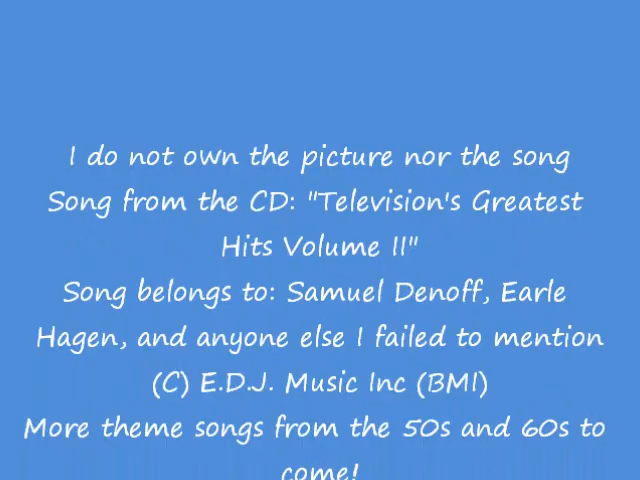 I do not own the picture nor the song
Song from the CD: "Television's Greatest
Hits Volume II"
Song belongs to: Samuel Denoff, Earle
Hagen, and anyone else I failed to mention
(C) E.D.J. Music Inc (BMI)
More theme songs from the 50s and 60s to
come!